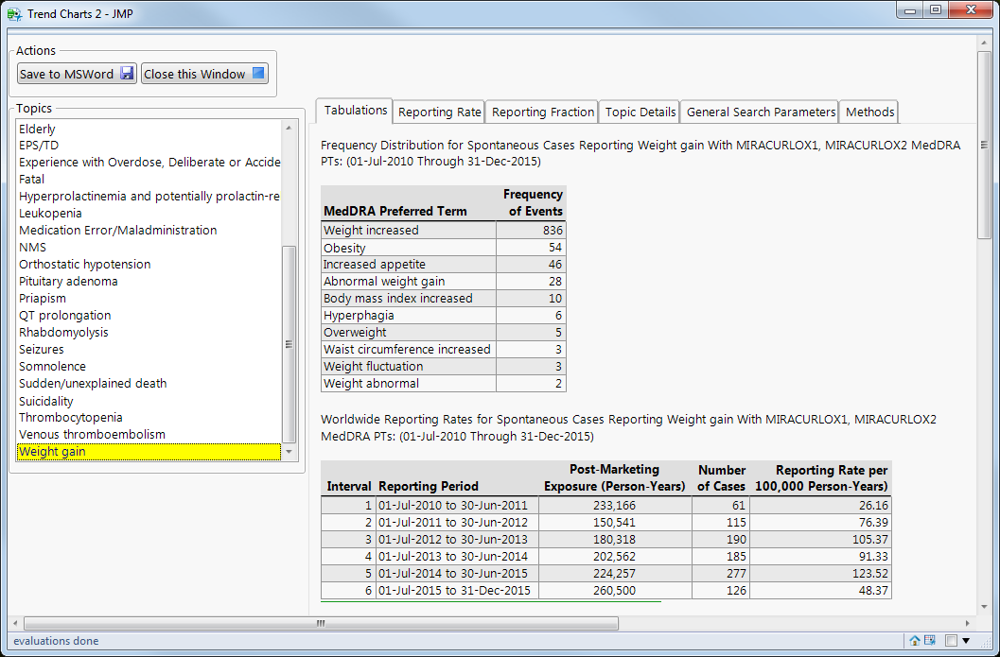 Trend Charts 2 - JMP
Actions
Save to MSWord Close this Window
Topics
Elderly
EPS/TD
Experience with Overdose, Deliberate or Accide
Fatal
Hyperprolactinemia and potentially prolactin-re
Leukopenia
Medication Error/Maladministration
NMS
Orthostatic hypotension
Pituitary adenoma
Priapism
QT prolongation
Rhabdomyolysis
Seizures
Somnolence
Sudden/unexplained death
Suicidality
Thrombocytopenia
Venous thromboembolism
Weight gain
Tabulations Reporting Rate Reporting Fraction Topic Details General Search Parameters Methods
Frequency Distribution for Spontaneous Cases Reporting Weight gain With MIRACURLOX1, MIRACURLOX2 MedDRA
PTs: (01-Jul-2010 Through 31-Dec-2015)
Frequency
MedDRA Preferred Term of Events
Weight increased 836
Obesity 54
Increased appetite 46
Abnormal weight gain 28
Body mass index increased 10
Hyperphagia 6
Overweight 5
Waist circumference increased 3
Weight fluctuation 3
Weight abnormal 2
Worldwide Reporting Rates for Spontaneous Cases Reporting Weight gain With MIRACURLOX1, MIRACURLOX2
MedDRA PTs: (01-Jul-2010 Through 31-Dec-2015)
Post-Marketing Number Reporting Rate per
Interval Reporting Period Exposure (Person-Years) of Cases 100,000 Person-Years)
1 01-Jul-2010 to 30-Jun-2011 233,166 61 26.16
2 01-Jul-2011 to 30-Jun-2012 150,541 115 76.39
3 01-Jul-2012 to 30-Jun-2013 180,318 190 105.37
4 01-Jul-2013 to 30-Jun-2014 202,562 185 91.33
5 01-Jul-2014 to 30-Jun-2015 224,257 277 123.52
6 01-Jul-2015 to 31-Dec-2015 260,500 126 48.37
evaluations done